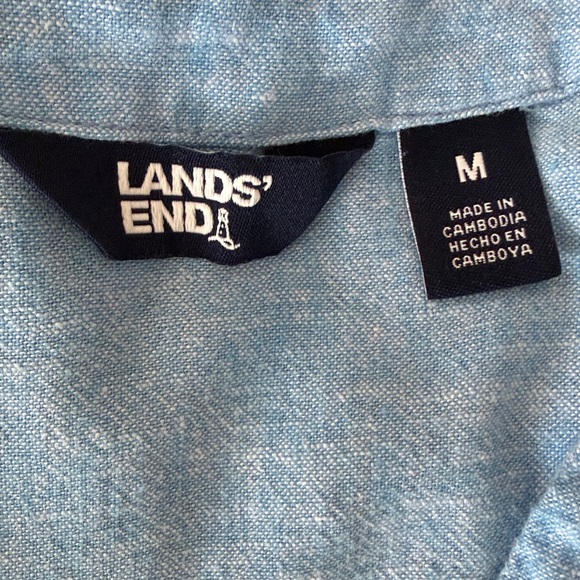 LANDS'
END
M
MADE IN
CAMBODIA
HECHO EN
CAMBOYA